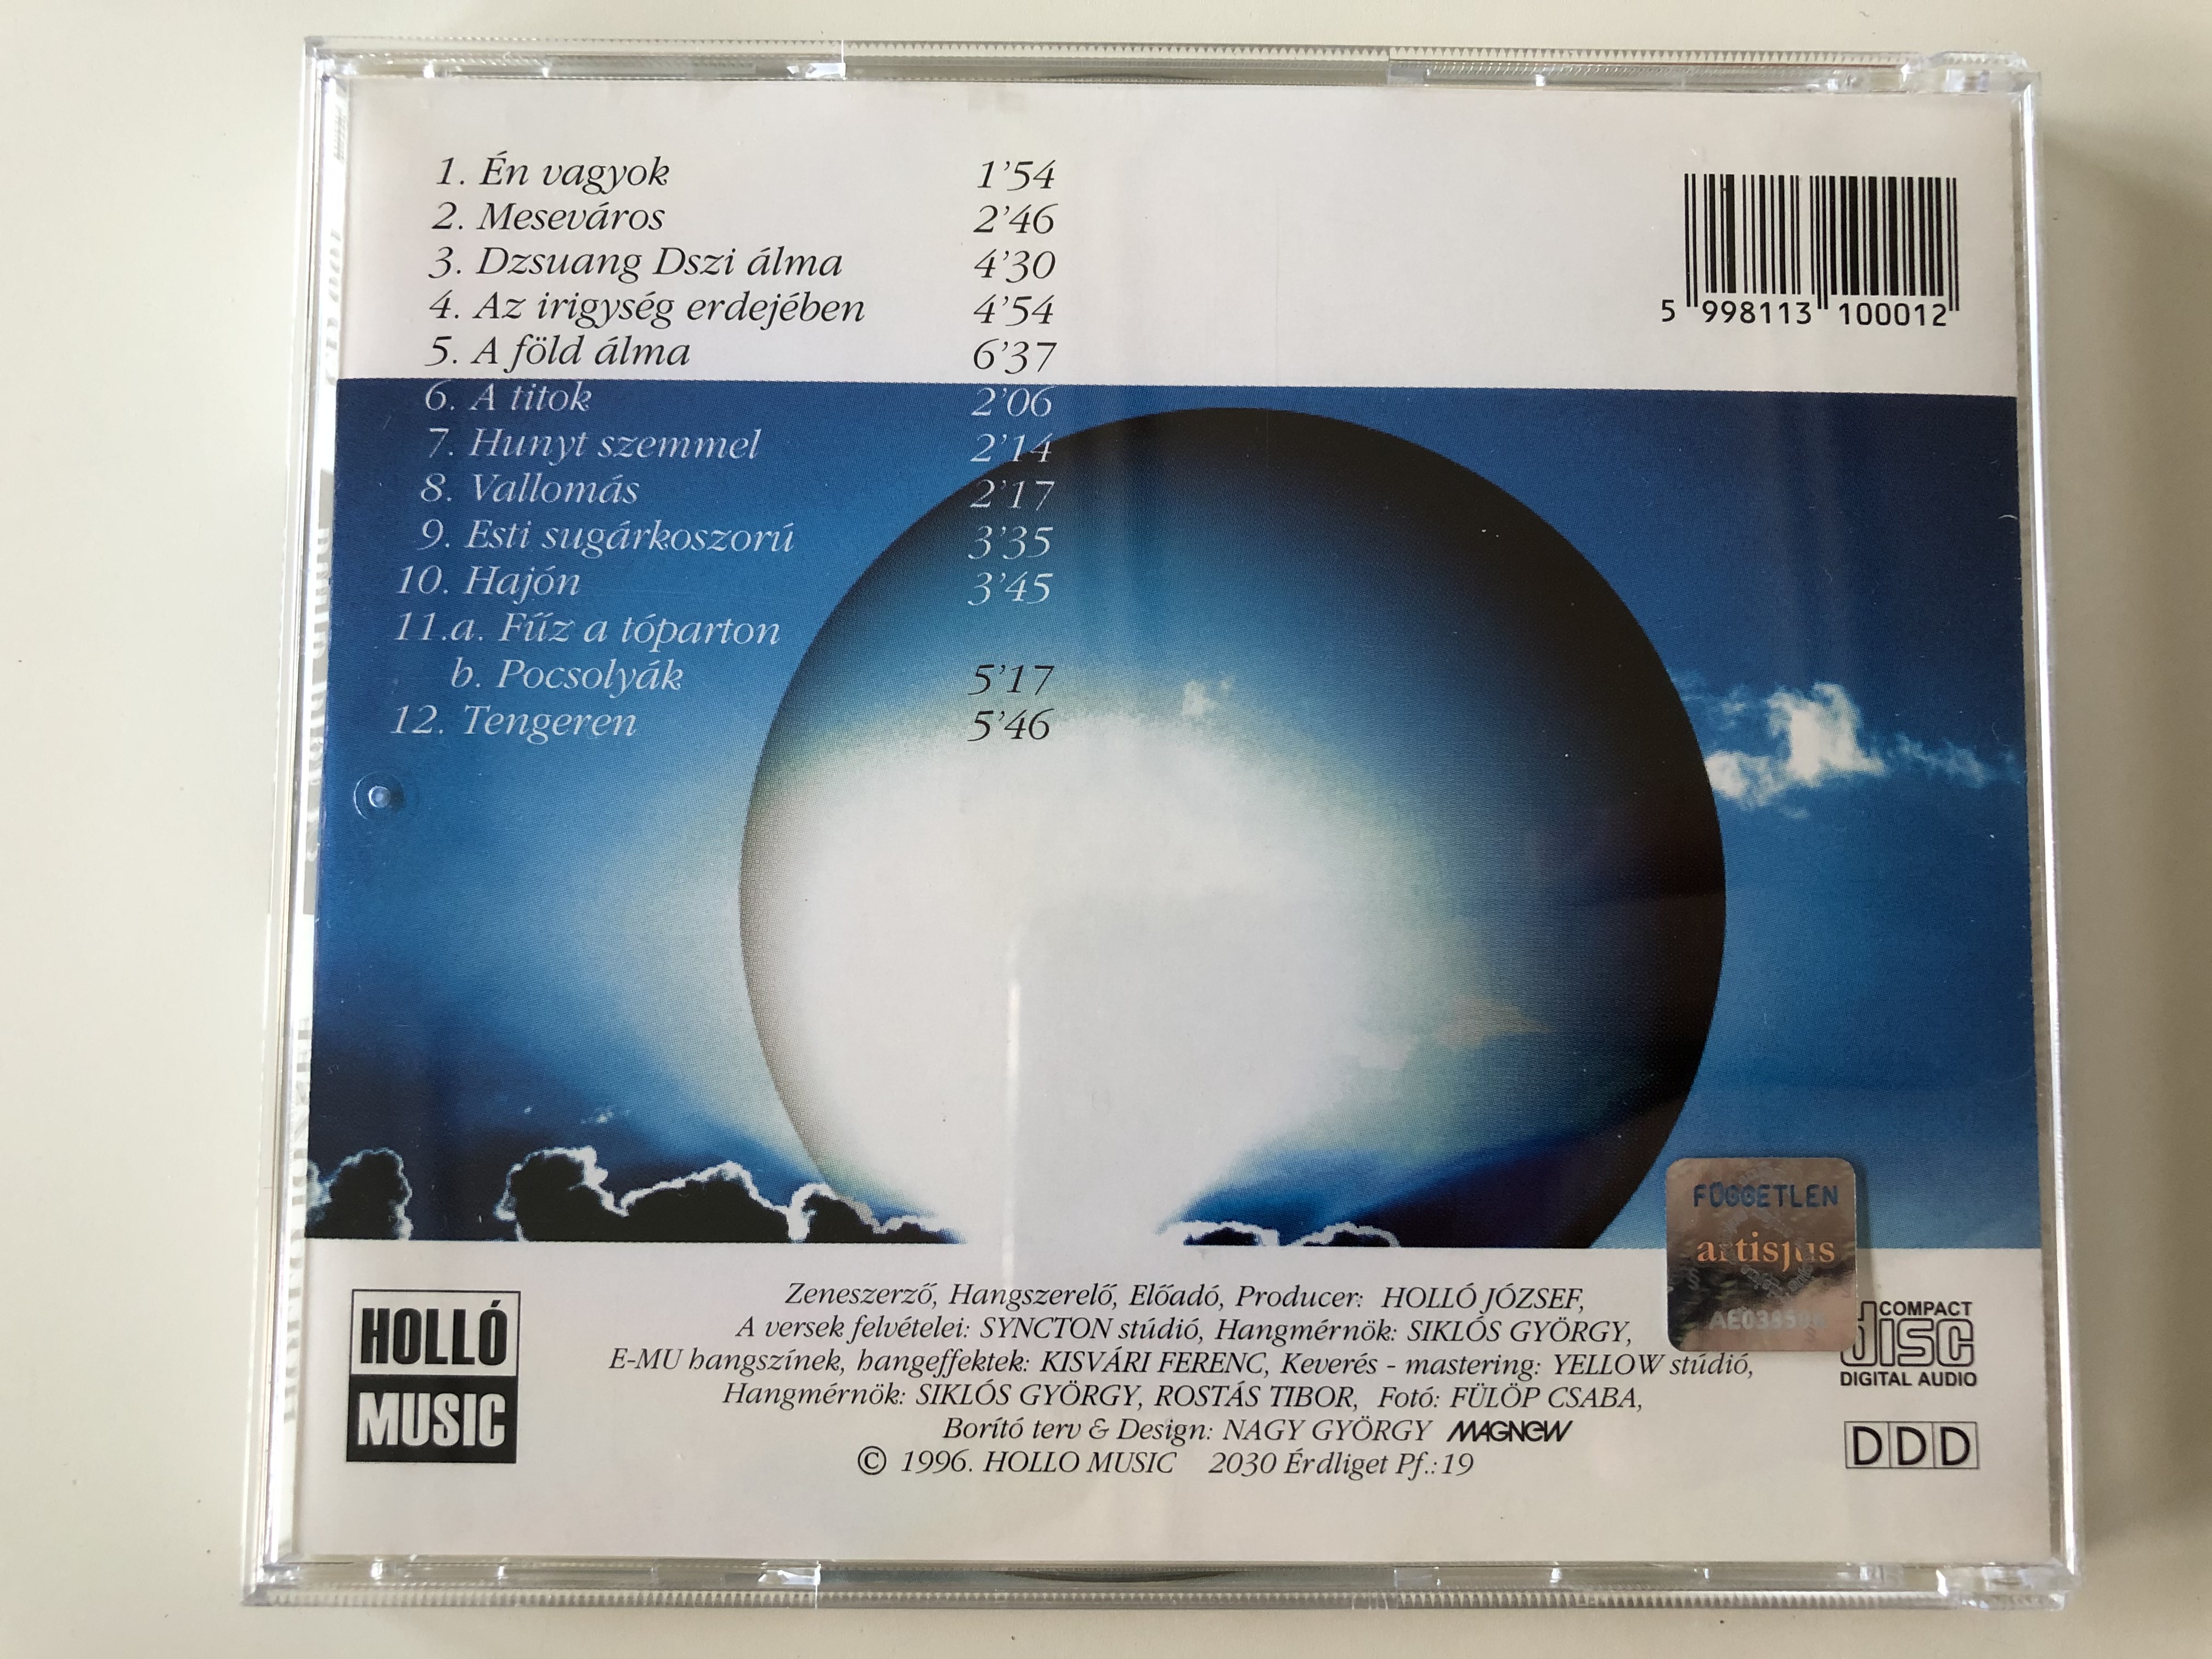 1. Én vagyok 1'54
2. Meseváros 2'46
3. Dzsuang Dszi álma 4'30
4. Az irigység erdejében 4'54
5. A föld álma 6'37
6. A titok 2'06
7. Hunyt szemmel 2'14
8. Vallomás 2'17
9. Esti sugárkoszorú 3'35
10. Hajón 3'45
11.a. Fűz a tóparton
b. Pocsolyák 5'17
12. Tengeren 5'46
5 998113 100012
FÜGGETLEN
artisjus
HOLLÓ
MUSIC
Zeneszerző, Hangszerelő, Előadó, Producer: HOLLÓ JÓZSEF,
A versek felvételei: SYNCTON stúdió, Hangmérnök: SIKLÓS GYÖRGY,
E-MU hangszínek, hangeffektek: KISVÁRI FERENC, Keverés - mastering: YELLOW stúdió,
Hangmérnök: SIKLÓS GYÖRGY, ROSTÁS TIBOR, Fotó: FÜLÖP CSABA,
Borító terv & Design: NAGY GYÖRGY MAGNEW
© 1996. HOLLO MUSIC 2030 Érdliget Pf.:19
COMPACT
disc
DIGITAL AUDIO
DDD